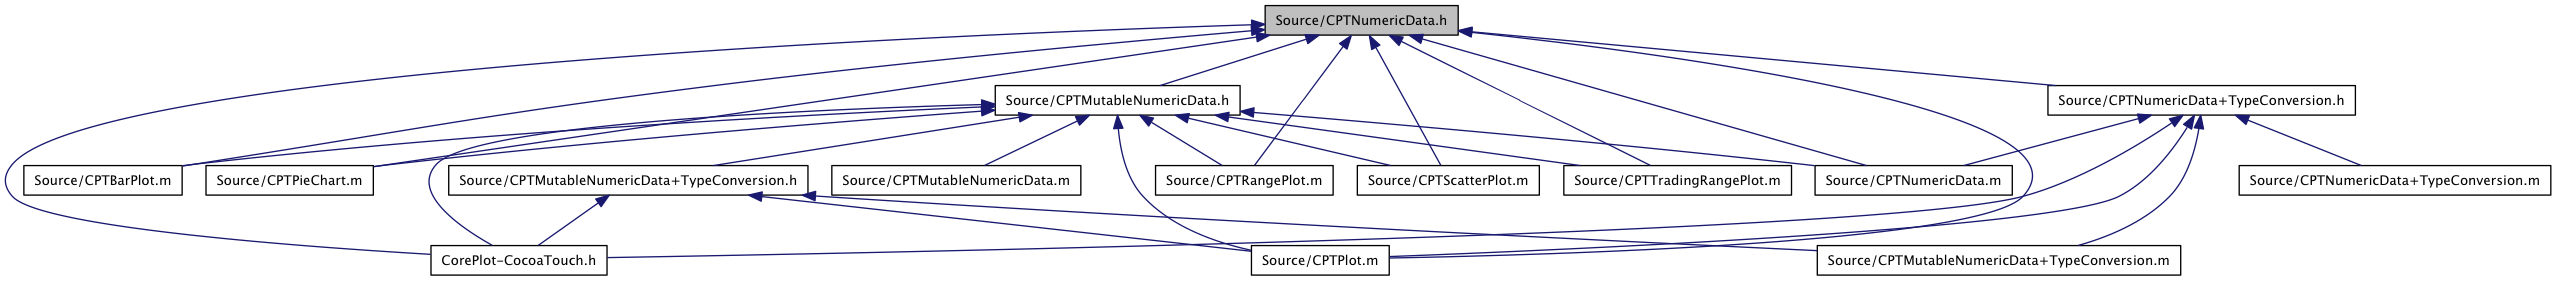 Source/CPTNumericData.h
Source/CPTMutableNumericData.h
Source/CPTNumericData+TypeConversion.h
Source/CPTBarPlot.m
Source/CPTPieChart.m
Source/CPTMutableNumericData+TypeConversion.h
Source/CPTMutableNumericData.m
Source/CPTRangePlot.m
Source/CPTScatterPlot.m
Source/CPTTradingRangePlot.m
Source/CPTNumericData.m
Source/CPTNumericData+TypeConversion.m
CorePlot-CocoaTouch.h
Source/CPTPlot.m
Source/CPTMutableNumericData+TypeConversion.m